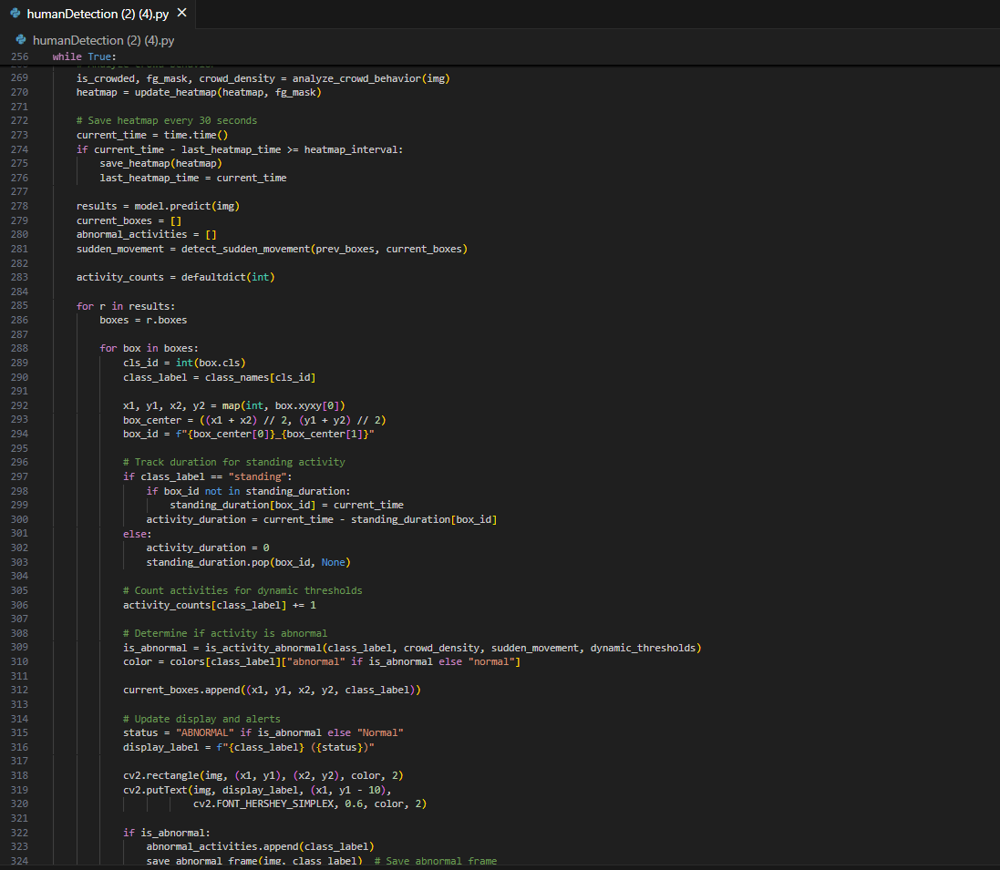 humanDetection (2) (4).py
humanDetection (2) (4).py
256 while True:
269 is_crowded, fg_mask, crowd_density = analyze_crowd_behavior(img)
270 heatmap = update_heatmap(heatmap, fg_mask)
271
272 # Save heatmap every 30 seconds
273 current_time = time.time()
274 if current_time - last_heatmap_time >= heatmap_interval:
275 save_heatmap(heatmap)
276 last_heatmap_time = current_time
277
278 results = model.predict(img)
279 current_boxes = []
280 abnormal_activities = []
281 sudden_movement = detect_sudden_movement(prev_boxes, current_boxes)
282
283 activity_counts = defaultdict(int)
284
285 for r in results:
286 boxes = r.boxes
287
288 for box in boxes:
289 cls_id = int(box.cls)
290 class_label = class_names[cls_id]
291
292 x1, y1, x2, y2 = map(int, box.xyxy[0])
293 box_center = ((x1 + x2) // 2, (y1 + y2) // 2)
294 box_id = f"{box_center[0]}_{box_center[1]}"
295
296 # Track duration for standing activity
297 if class_label == "standing":
298 if box_id not in standing_duration:
299 standing_duration[box_id] = current_time
300 activity_duration = current_time - standing_duration[box_id]
301 else:
302 activity_duration = 0
303 standing_duration.pop(box_id, None)
304
305 # Count activities for dynamic thresholds
306 activity_counts[class_label] += 1
307
308 # Determine if activity is abnormal
309 is_abnormal = is_activity_abnormal(class_label, crowd_density, sudden_movement, dynamic_thresholds)
310 color = colors[class_label]["abnormal" if is_abnormal else "normal"]
311
312 current_boxes.append((x1, y1, x2, y2, class_label))
313
314 # Update display and alerts
315 status = "ABNORMAL" if is_abnormal else "Normal"
316 display_label = f"{class_label} ({status})"
317
318 cv2.rectangle(img, (x1, y1), (x2, y2), color, 2)
319 cv2.putText(img, display_label, (x1, y1 - 10),
320 cv2.FONT_HERSHEY_SIMPLEX, 0.6, color, 2)
321
322 if is_abnormal:
323 abnormal_activities.append(class_label)
324 save_abnormal_frame(img, class_label) # Save abnormal frame